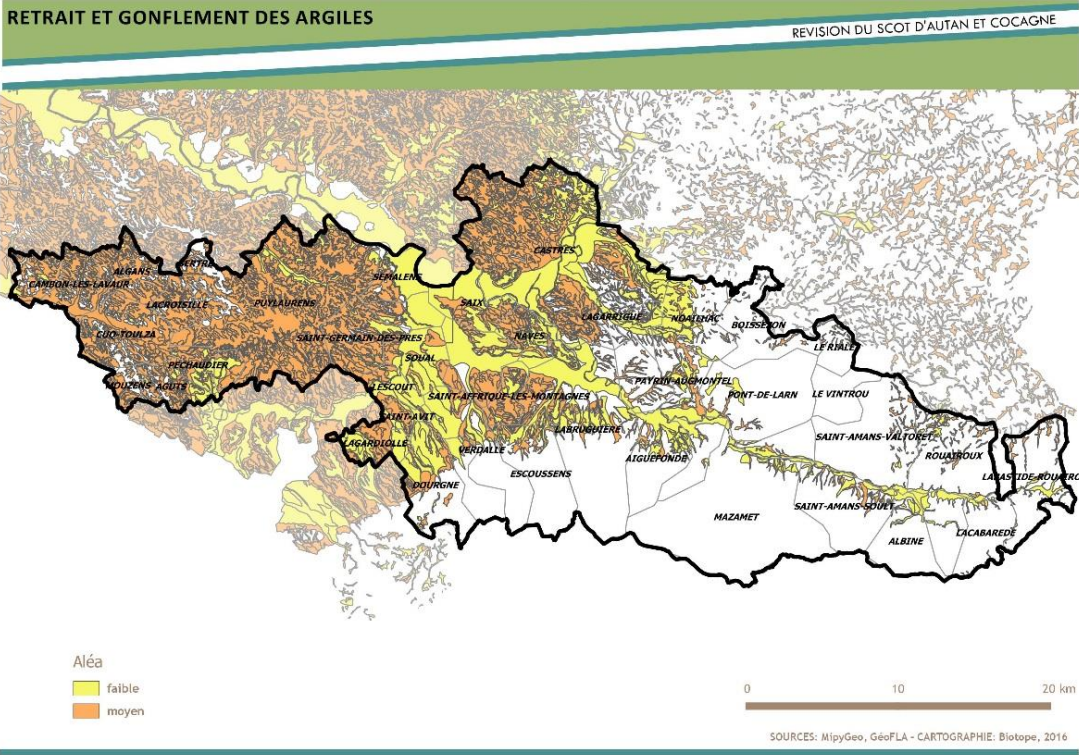 RETRAIT ET GONFLEMENT DES ARGILES
REVISION DU SCOT D'AUTAN ET COCAGNE
CASTRES
ALGANS
SEMALENS
CAMBON-LES-LAVAUR
LACROISILLE
PUYLAURENS
SAIX
LAGARRIGUE
NOAILHAC
BOISSEZON
CUQ-TOULZA
SAINT-GERMAIN-DES-PRES
NAVES
LE RIALE
SOUAL
PECHAUDIER
MOUZENS
AGUTS
LESCOUT
PAYRIN-AUGMONTEL
SAINT-AFFRIQUE-LES-MONTAGNES
PONT-DE-LARN
LE VINTROU
SAINT-AVIT
LABRUGUIERE
LAGARDIOLLE
SAINT-AMANS-VALTORET
VERDALLE
AIGUEFONDE
ROUAIROUX
ESCOUSSENS
LABASTIDE-ROUAIRO
DOURGNE
SAINT-AMANS-SOULT
MAZAMET
LACABAREDE
ALBINE
Aléa
faible
moyen
0 10 20 km
SOURCES: MipyGeo, GéoFLA - CARTOGRAPHIE: Biotope, 2016